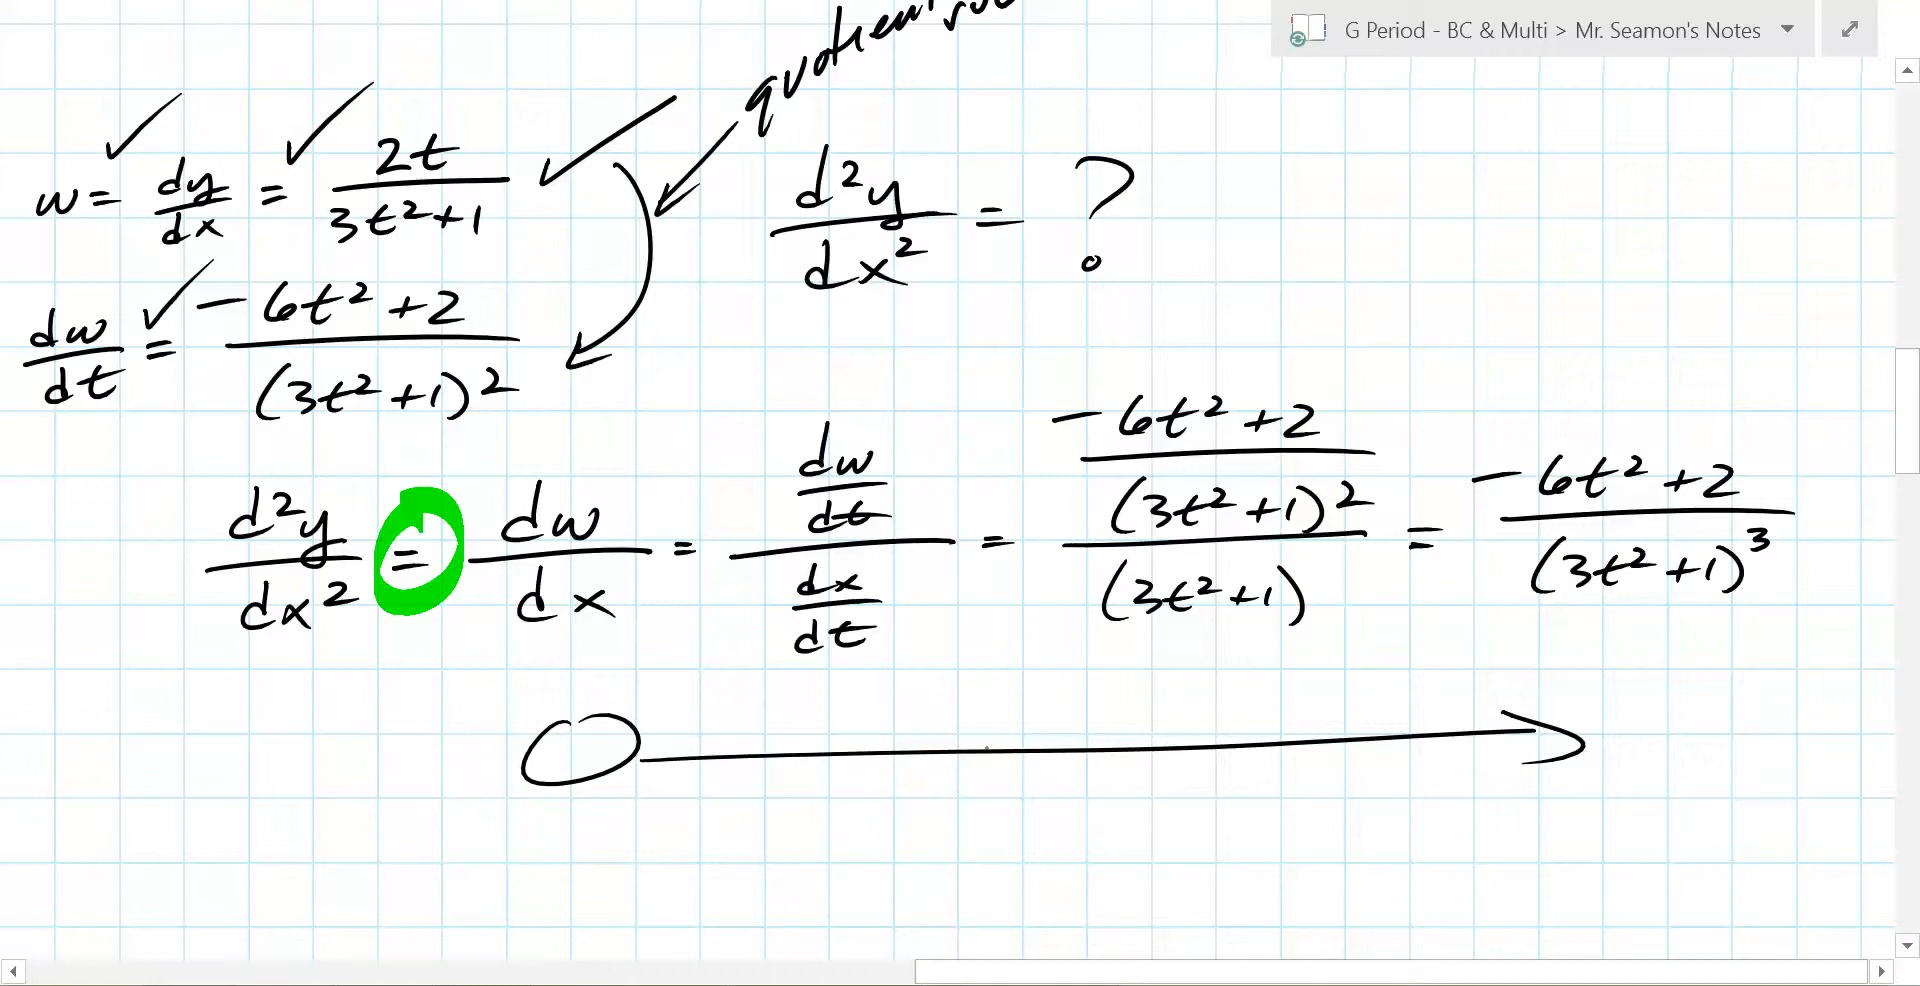 G Period - BC & Multi > Mr. Seamon's Notes
w = dy/dx = 2t/(3t²+1)
d²y/dx² = ?
dw/dt = (-6t²+2)/(3t²+1)²
d²y/dx² = dw/dx = (dw/dt)/(dx/dt) = ((-6t²+2)/(3t²+1)²)/(3t²+1) = (-6t²+2)/(3t²+1)³